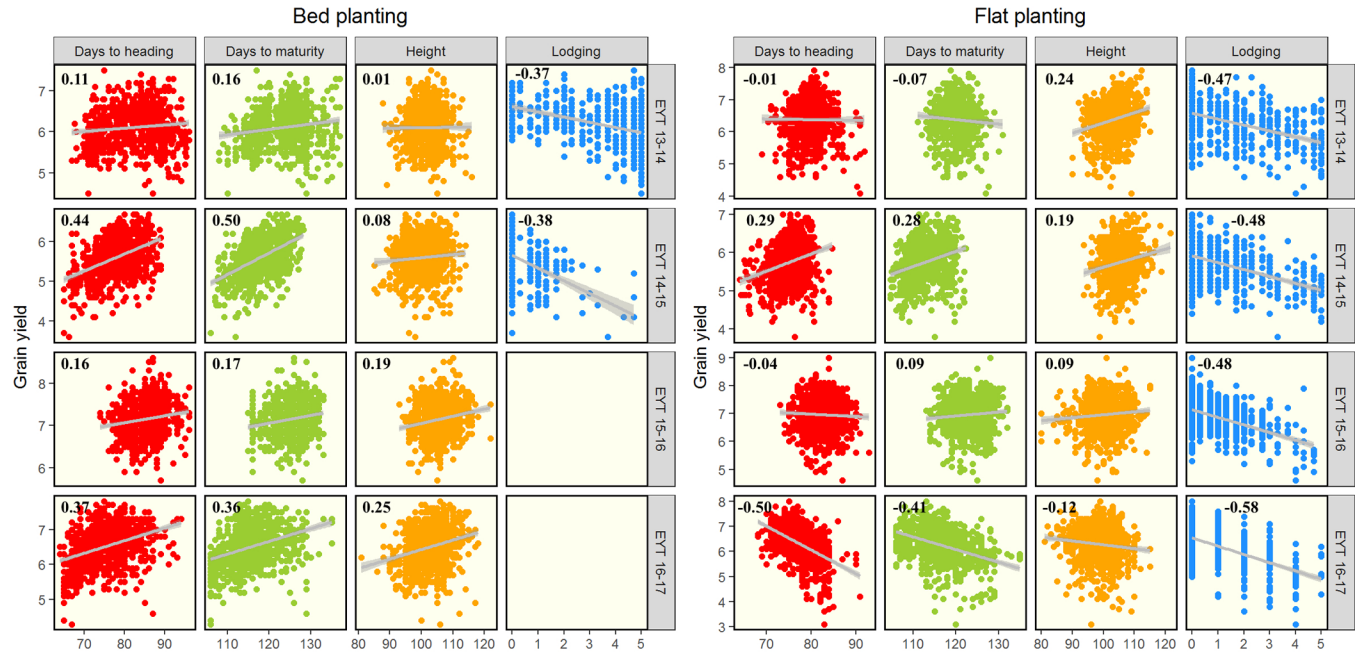 Bed planting
Flat planting
Days to heading Days to maturity Height Lodging
Days to heading Days to maturity Height Lodging
Grain yield
0.11 0.16 0.01 -0.37
EYT 13-14
7
6
5
0.44 0.50 0.08 -0.38
EYT 14-15
6
5
4
0.16 0.17 0.19
EYT 15-16
8
7
6
0.37 0.36 0.25
EYT 16-17
7
6
5
70 80 90 110 120 130 80 90 100 110 120 0 1 2 3 4 5
Grain yield
-0.01 -0.07 0.24 -0.47
EYT 13-14
8
7
6
5
4
0.29 0.28 0.19 -0.48
EYT 14-15
7
6
5
4
-0.04 0.09 0.09 -0.48
EYT 15-16
9
8
7
6
5
-0.50 -0.41 -0.12 -0.58
EYT 16-17
8
7
6
5
4
3
70 80 90 110 120 130 80 90 100 110 120 0 1 2 3 4 5